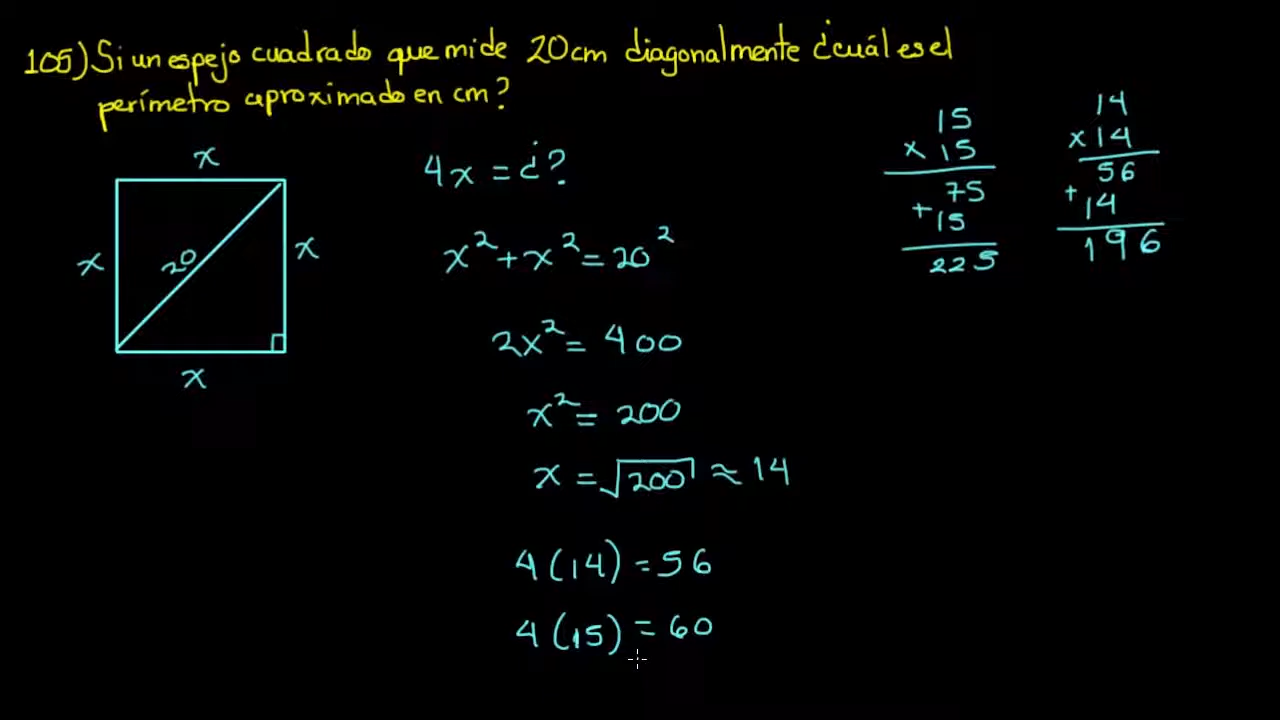 105) Si un espejo cuadrado que mide 20cm diagonalmente ¿cuál es el
perímetro aproximado en cm?
x
x
20
x
x
4x = ¿?
x² + x² = 20²
2x² = 400
x² = 200
x = √200 ≈ 14
4(14) = 56
4(15) = 60
15
x 15
75
+ 15
225
14
x 14
56
+ 14
196